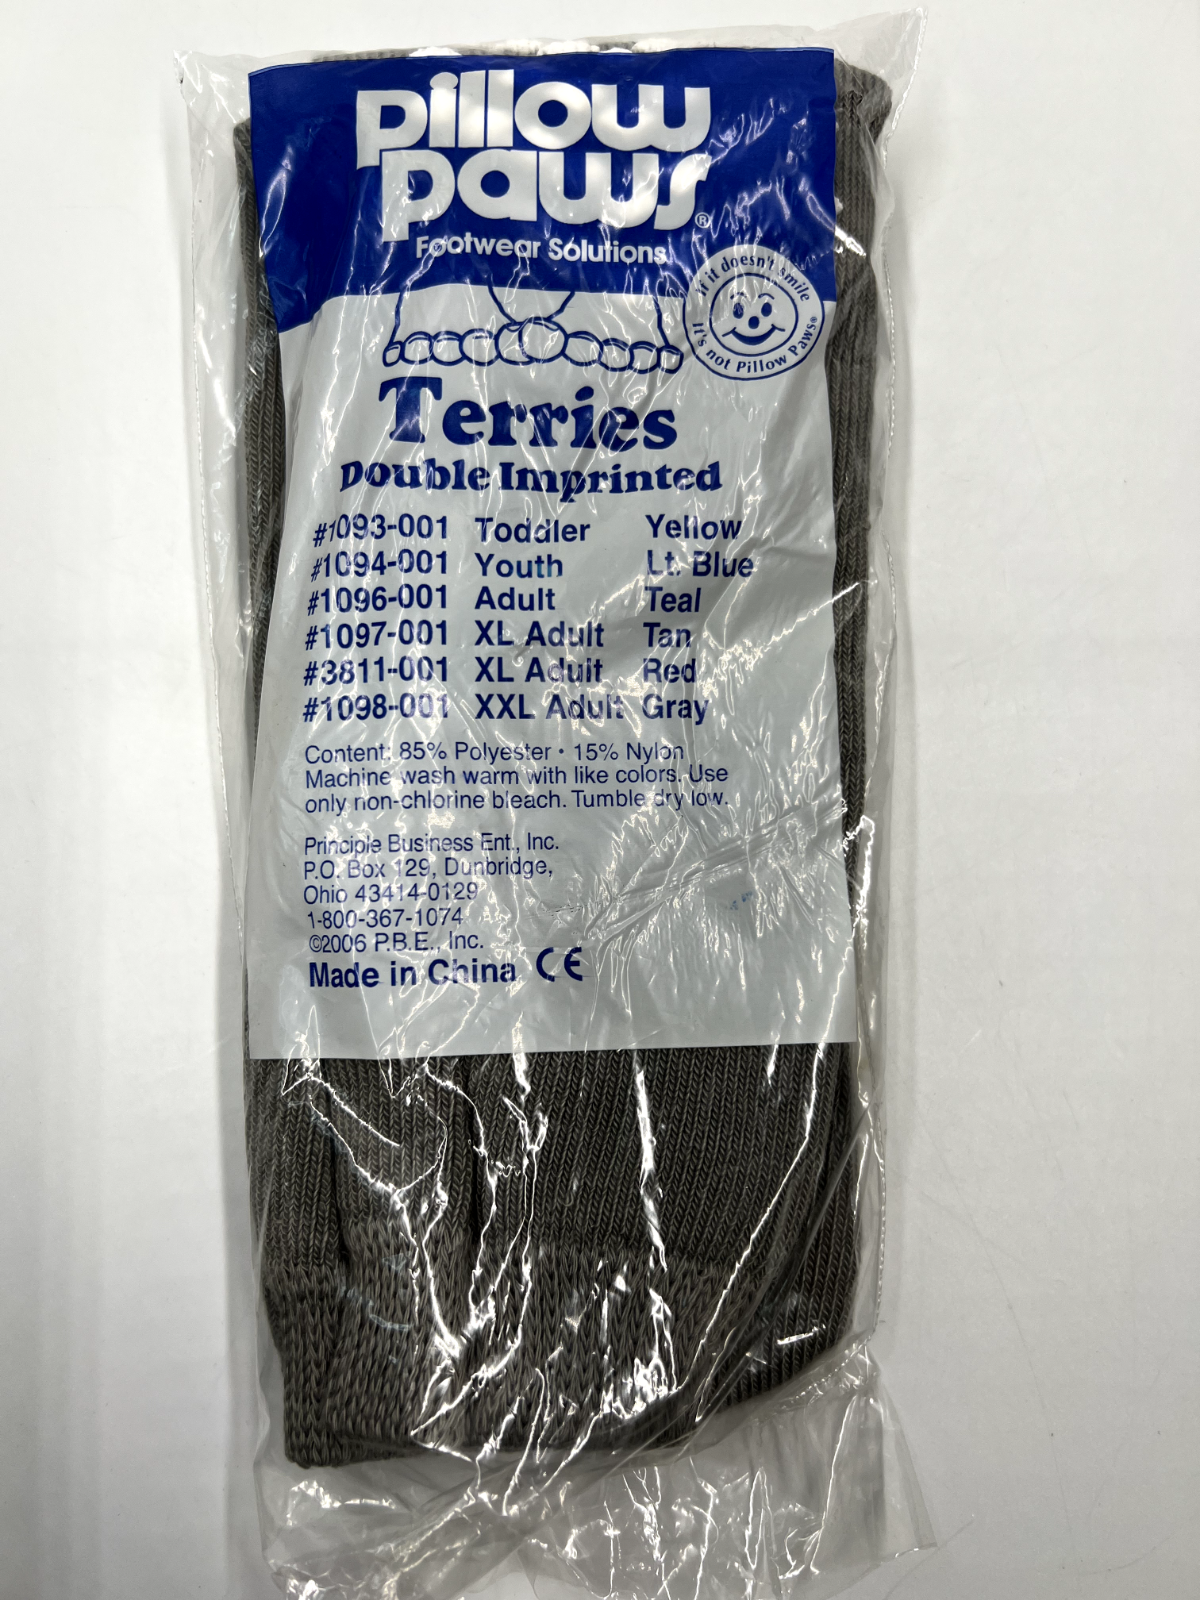 pillow
paws®
Footwear Solutions
if it doesn't smile
It's not Pillow Paws®
Terries
Double Imprinted
#1093-001 Toddler Yellow
#1094-001 Youth Lt. Blue
#1096-001 Adult Teal
#1097-001 XL Adult Tan
#3811-001 XL Adult Red
#1098-001 XXL Adult Gray
Content: 85% Polyester • 15% Nylon
Machine wash warm with like colors. Use
only non-chlorine bleach. Tumble dry low.
Principle Business Ent., Inc.
P.O. Box 129, Dunbridge,
Ohio 43414-0129
1-800-367-1074
©2006 P.B.E., Inc.
Made in China CE